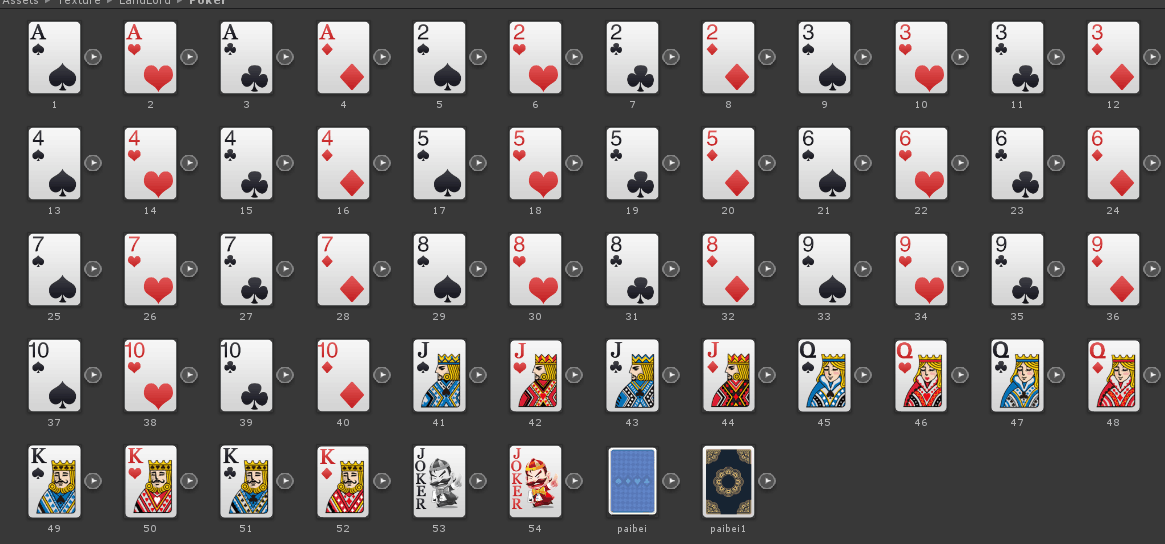 Assets ▸ Texture ▸ LandLord ▸ Poker
A A A A 2 2 2 2 3 3 3 3
1 2 3 4 5 6 7 8 9 10 11 12
4 4 4 4 5 5 5 5 6 6 6 6
13 14 15 16 17 18 19 20 21 22 23 24
7 7 7 7 8 8 8 8 9 9 9 9
25 26 27 28 29 30 31 32 33 34 35 36
10 10 10 10 J J J J Q Q Q Q
37 38 39 40 41 42 43 44 45 46 47 48
K K K K JOKER JOKER
49 50 51 52 53 54 paibei paibei1